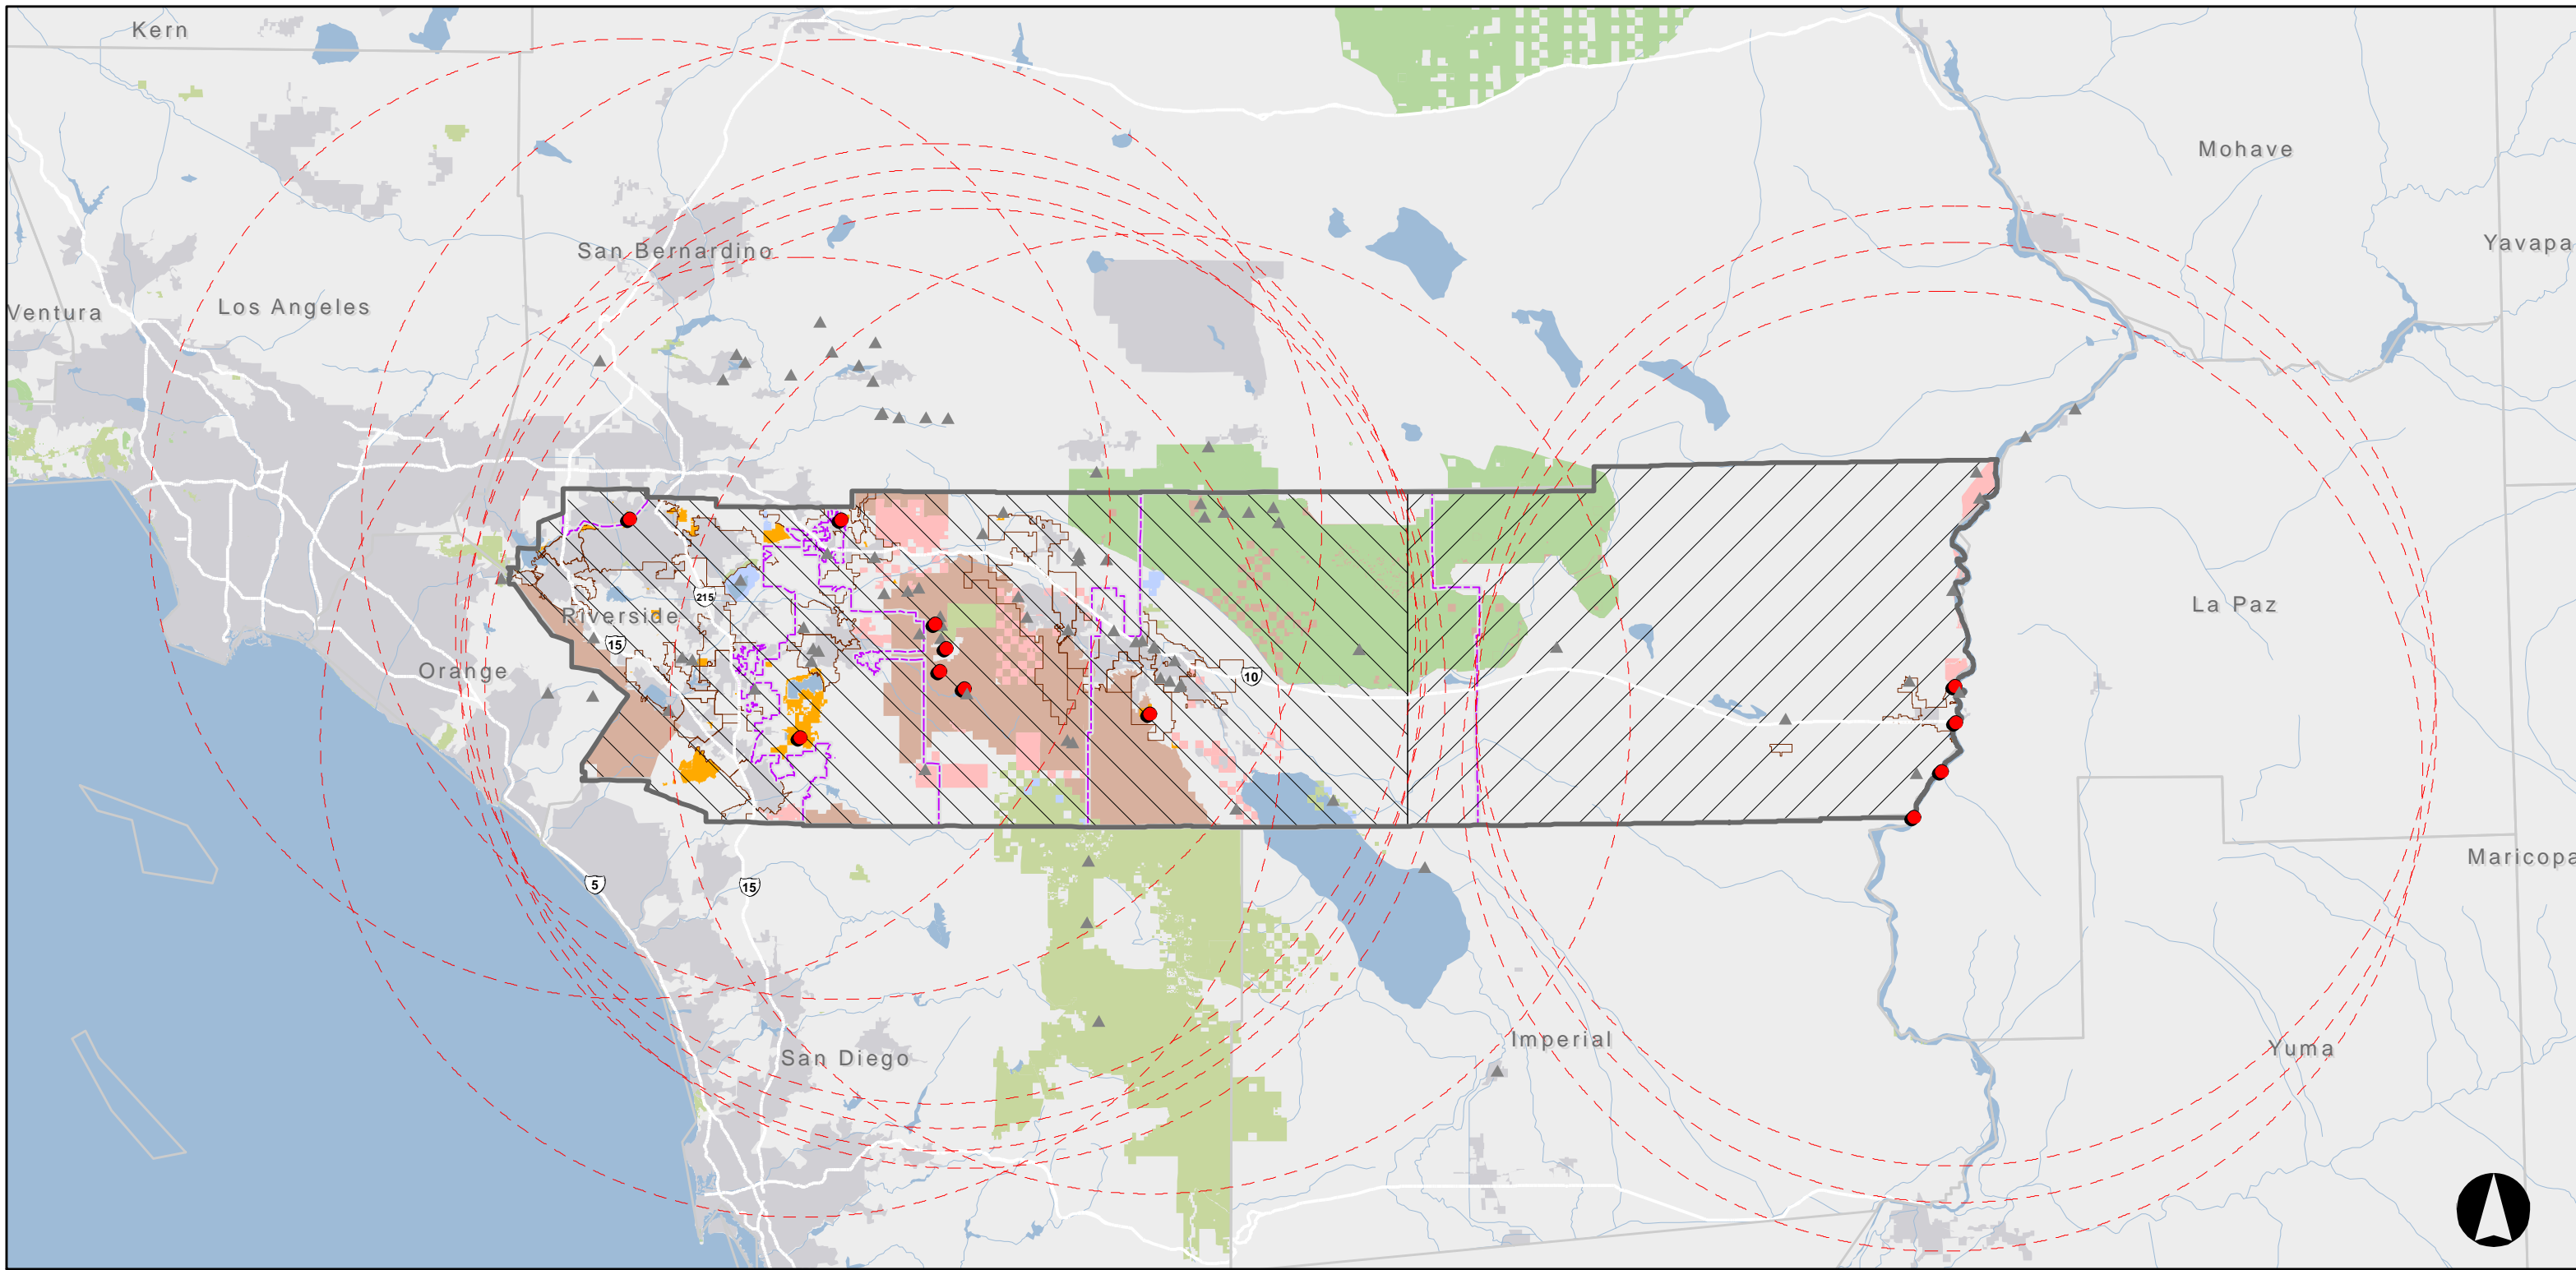 Kern
Mohave
Yavapa
San Bernardino
Los Angeles
Ventura
La Paz
215
Riverside
15
Orange
10
Maricopa
5
15
Imperial
Yuma
San Diego